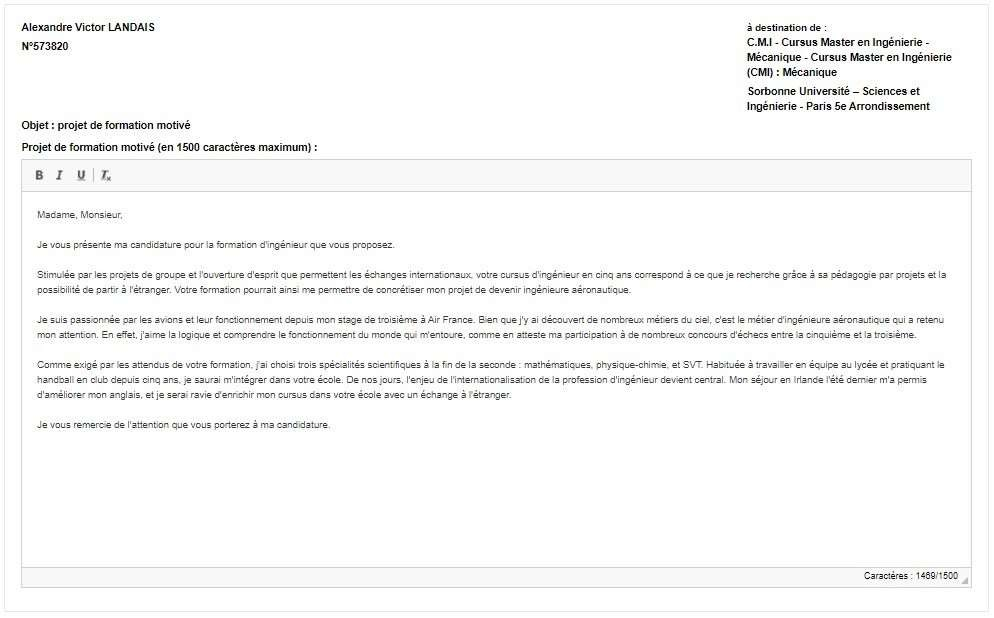 Alexandre Victor LANDAIS
N°573820
à destination de :
C.M.I - Cursus Master en Ingénierie -
Mécanique - Cursus Master en Ingénierie
(CMI) : Mécanique
Sorbonne Université – Sciences et
Ingénierie - Paris 5e Arrondissement
Objet : projet de formation motivé
Projet de formation motivé (en 1500 caractères maximum) :
B I U Tx
Madame, Monsieur,
Je vous présente ma candidature pour la formation d'ingénieur que vous proposez.
Stimulée par les projets de groupe et l'ouverture d'esprit que permettent les échanges internationaux, votre cursus d'ingénieur en cinq ans correspond à ce que je recherche grâce à sa pédagogie par projets et la
possibilité de partir à l'étranger. Votre formation pourrait ainsi me permettre de concrétiser mon projet de devenir ingénieure aéronautique.
Je suis passionnée par les avions et leur fonctionnement depuis mon stage de troisième à Air France. Bien que j'y ai découvert de nombreux métiers du ciel, c'est le métier d'ingénieure aéronautique qui a retenu
mon attention. En effet, j'aime la logique et comprendre le fonctionnement du monde qui m'entoure, comme en atteste ma participation à de nombreux concours d'échecs entre la cinquième et la troisième.
Comme exigé par les attendus de votre formation, j'ai choisi trois spécialités scientifiques à la fin de la seconde : mathématiques, physique-chimie, et SVT. Habituée à travailler en équipe au lycée et pratiquant le
handball en club depuis cinq ans, je saurai m'intégrer dans votre école. De nos jours, l'enjeu de l'internationalisation de la profession d'ingénieur devient central. Mon séjour en Irlande l'été dernier m'a permis
d'améliorer mon anglais, et je serai ravie d'enrichir mon cursus dans votre école avec un échange à l'étranger.
Je vous remercie de l'attention que vous porterez à ma candidature.
Caractères : 1469/1500